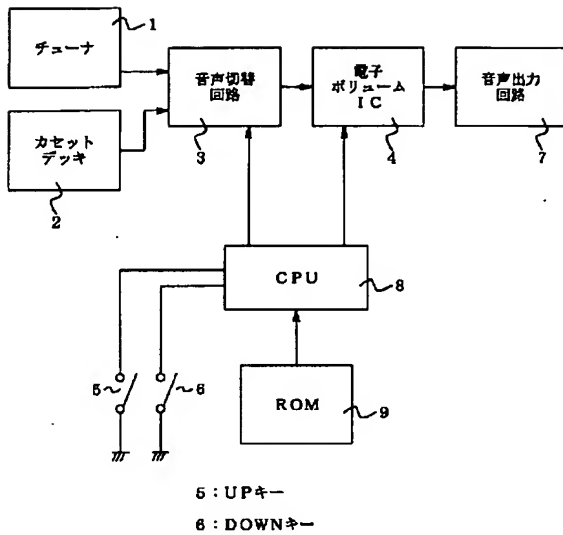 チューナ
1
カセット
デッキ
2
音声切替
回路
3
電子
ボリューム
IC
4
音声出力
回路
7
CPU
8
ROM
9
5
6
5:UPキー
6:DOWNキー